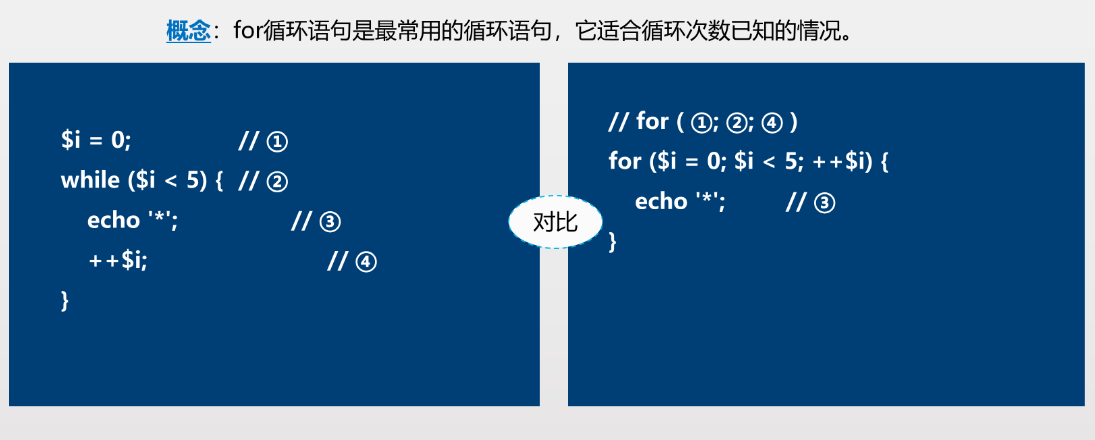 概念：for循环语句是最常用的循环语句，它适合循环次数已知的情况。
$i = 0; // ①
while ($i < 5) { // ②
echo '*'; // ③
++$i; // ④
}
对比
// for ( ①; ②; ④ )
for ($i = 0; $i < 5; ++$i) {
echo '*'; // ③
}